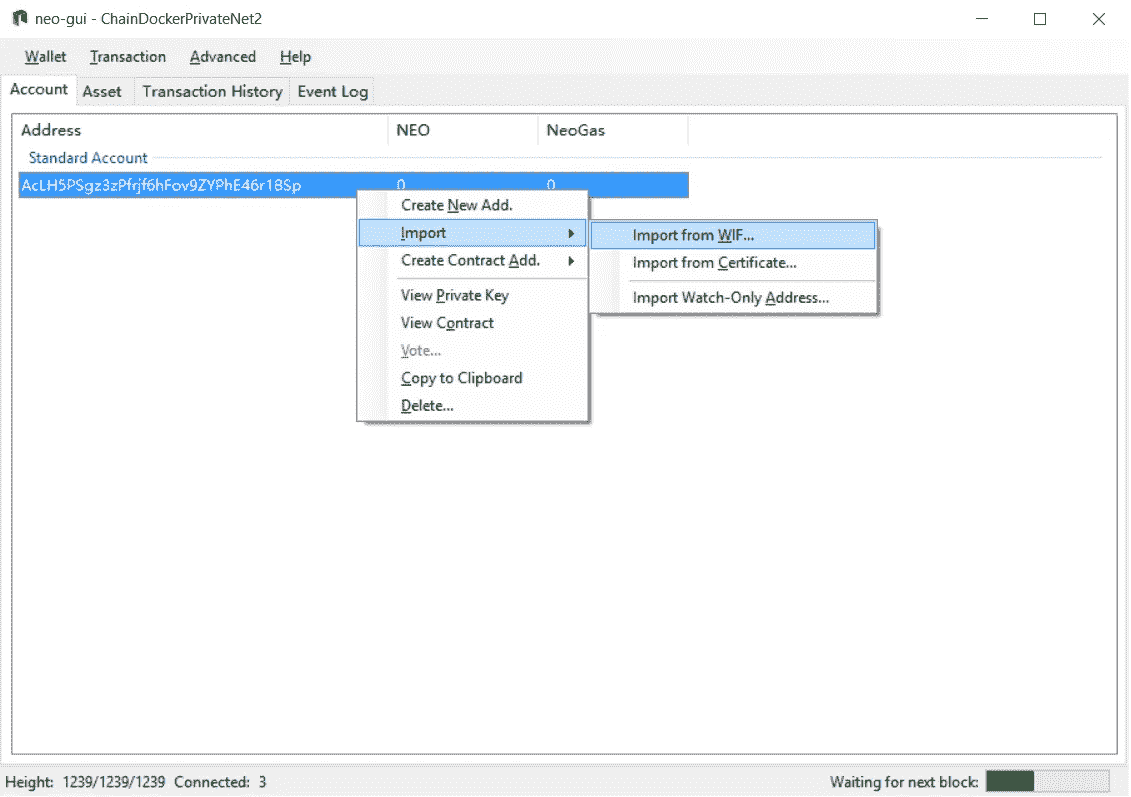 neo-gui - ChainDockerPrivateNet2
Wallet Transaction Advanced Help
Account Asset Transaction History Event Log
Address NEO NeoGas
Standard Account
AcLH5PSgz3zPfrjf6hFov9ZYPhE46r18Sp 0 0
Create New Add.
Import
Create Contract Add.
View Private Key
View Contract
Vote...
Copy to Clipboard
Delete...
Import from WIF...
Import from Certificate...
Import Watch-Only Address...
Height: 1239/1239/1239 Connected: 3 Waiting for next block: